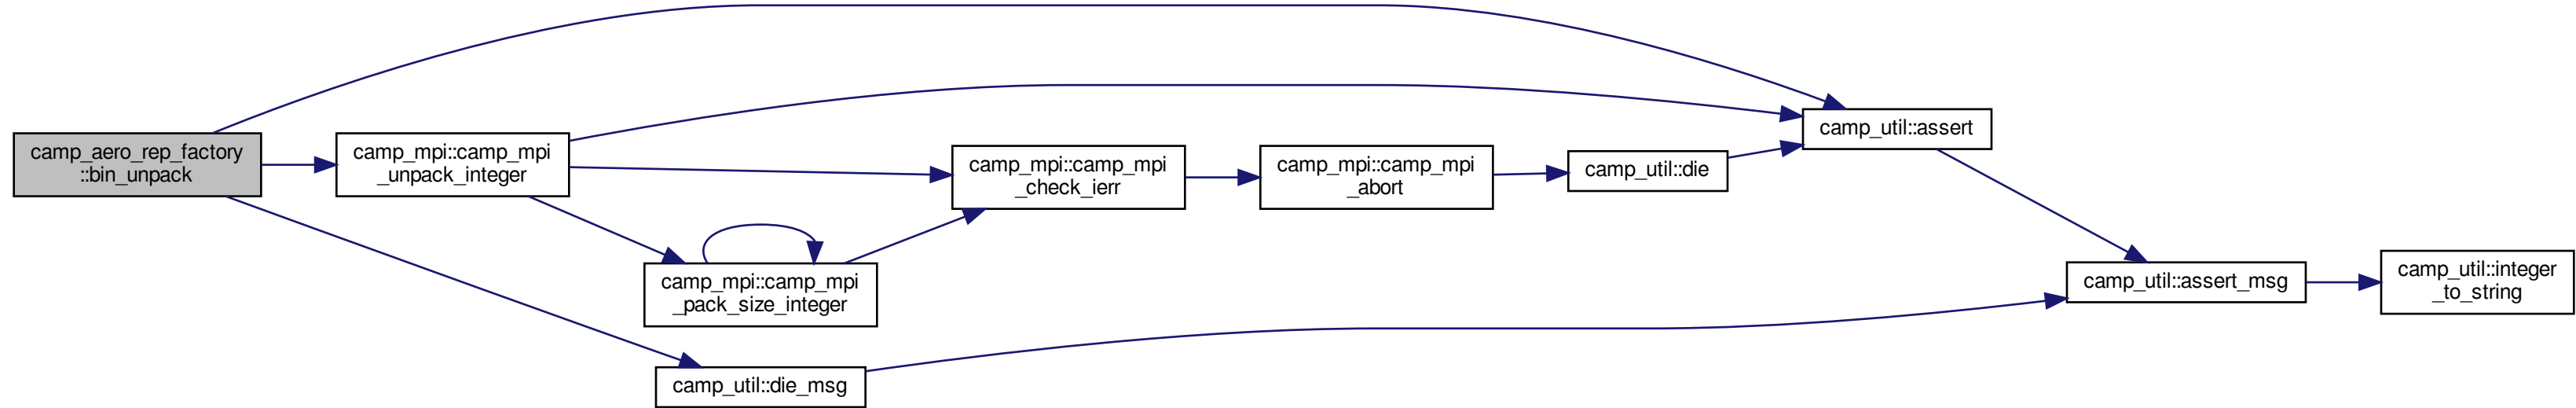 camp_aero_rep_factory
::bin_unpack
camp_mpi::camp_mpi
_unpack_integer
camp_mpi::camp_mpi
_pack_size_integer
camp_util::die_msg
camp_mpi::camp_mpi
_check_ierr
camp_mpi::camp_mpi
_abort
camp_util::die
camp_util::assert
camp_util::assert_msg
camp_util::integer
_to_string